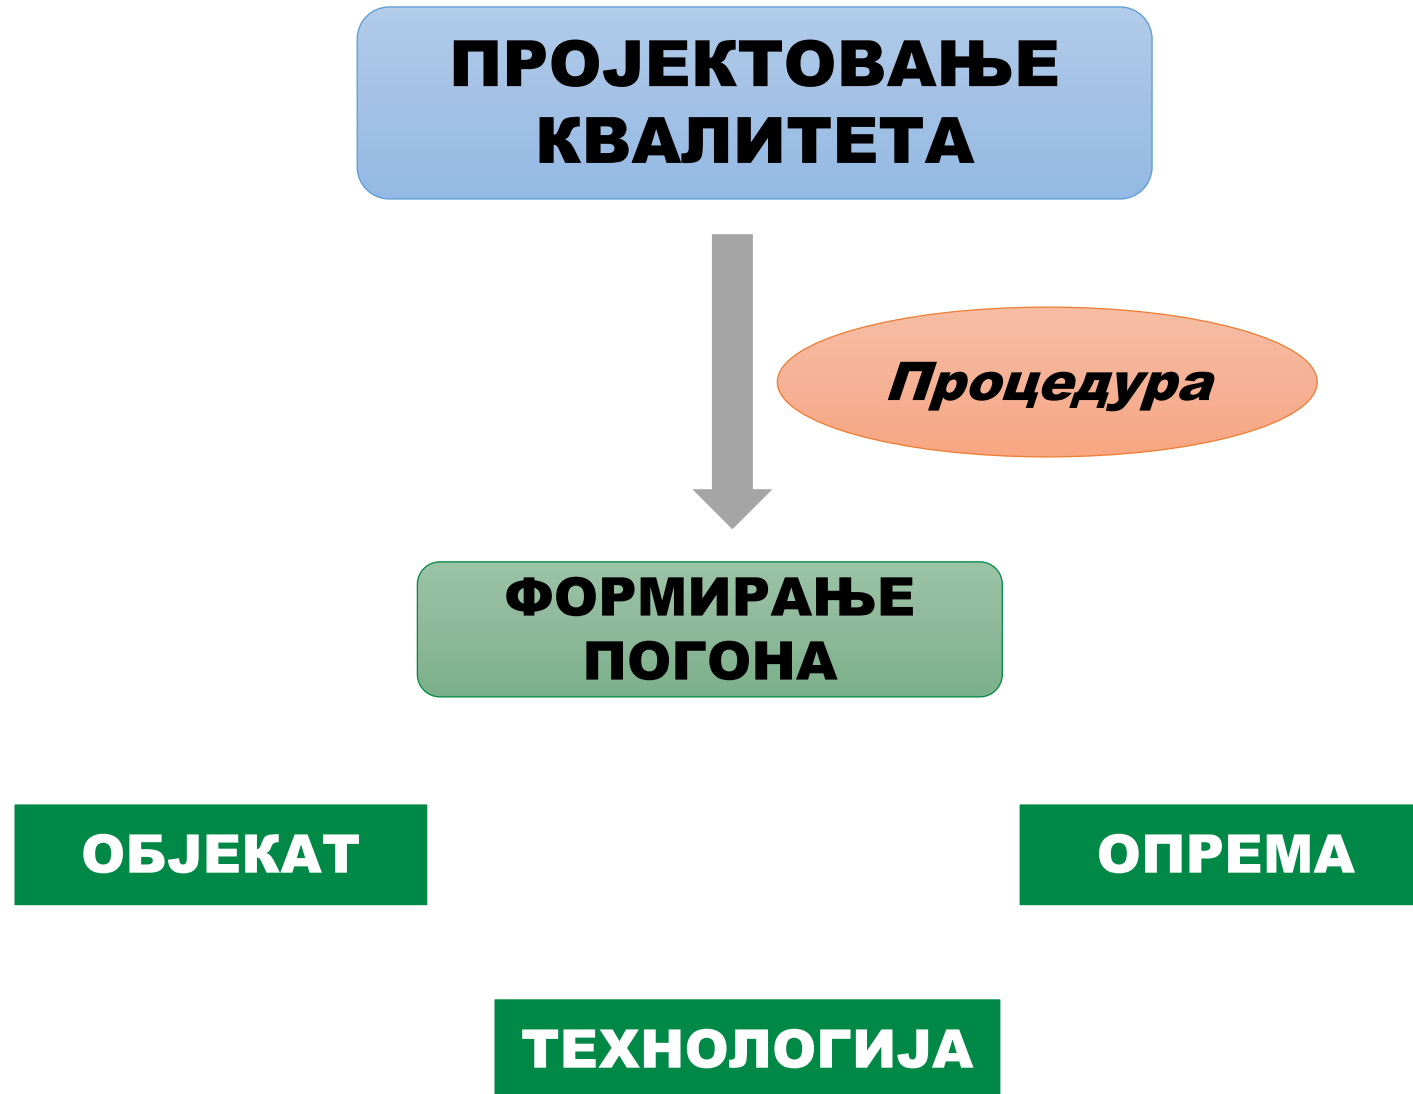 ПРОЈЕКТОВАЊЕ
КВАЛИТЕТА
Процедура
ФОРМИРАЊЕ
ПОГОНА
ОБЈЕКАТ
ОПРЕМА
ТЕХНОЛОГИЈА